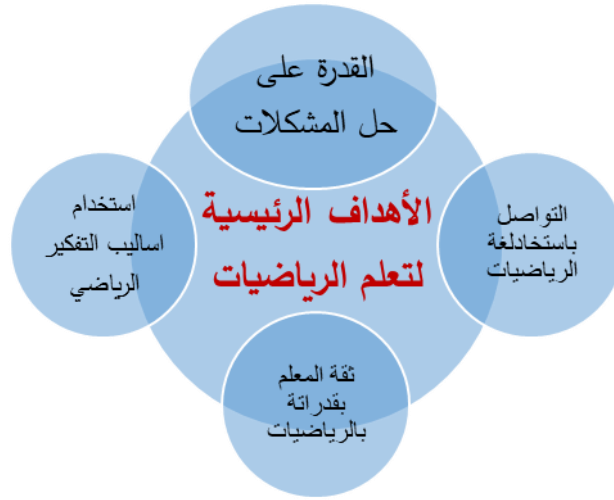 القدرة على
حل المشكلات
الأهداف الرئيسية
لتعلم الرياضيات
التواصل
باستخادلغة
الرياضيات
استخدام
اساليب التفكير
الرياضي
ثقة المعلم
بقدراتة
بالرياضيات